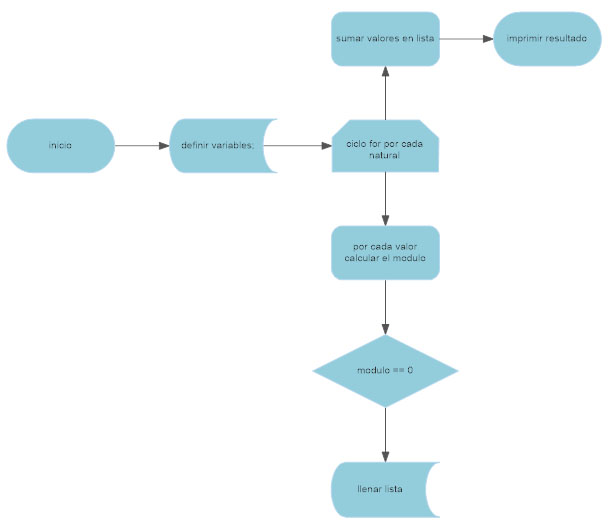 sumar valores en lista
imprimir resultado
inicio
definir variables;
ciclo for por cada
natural
por cada valor
calcular el modulo
modulo == 0
llenar lista